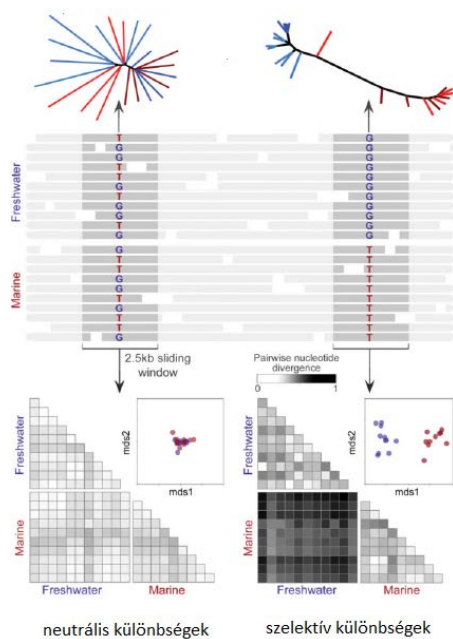 T G
G G
G G
T G
T G
G G
T G
G G
G G
T G
G G
Freshwater
G T
T T
T T
G T
G T
T T
G T
T T
T T
G T
Marine
2.5kb sliding
window
Pairwise nucleotide
divergence
0 1
Freshwater
mds2
mds1
Marine
Freshwater
Marine
Freshwater
mds2
mds1
Marine
Freshwater
Marine
neutrális különbségek
szelektív különbségek